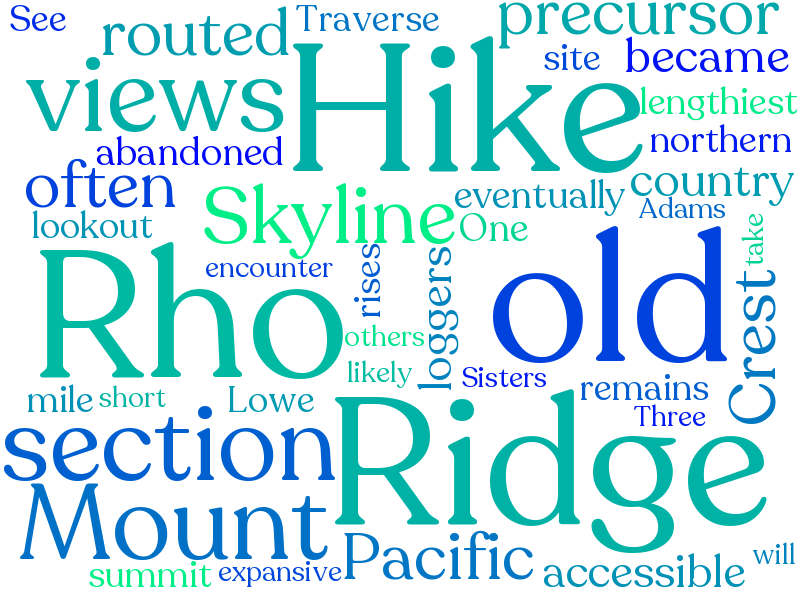 See
Traverse
precursor
routed
Hike
site
became
views
lengthiest
abandoned
northern
often
Skyline
eventually
country
lookout
One
Adams
take
encounter
rises
loggers
Rho
old
Crest
others
likely
Sisters
mile
short
Lowe
remains
Three
section
Ridge
Mount
Pacific
summit
expansive
accessible
will